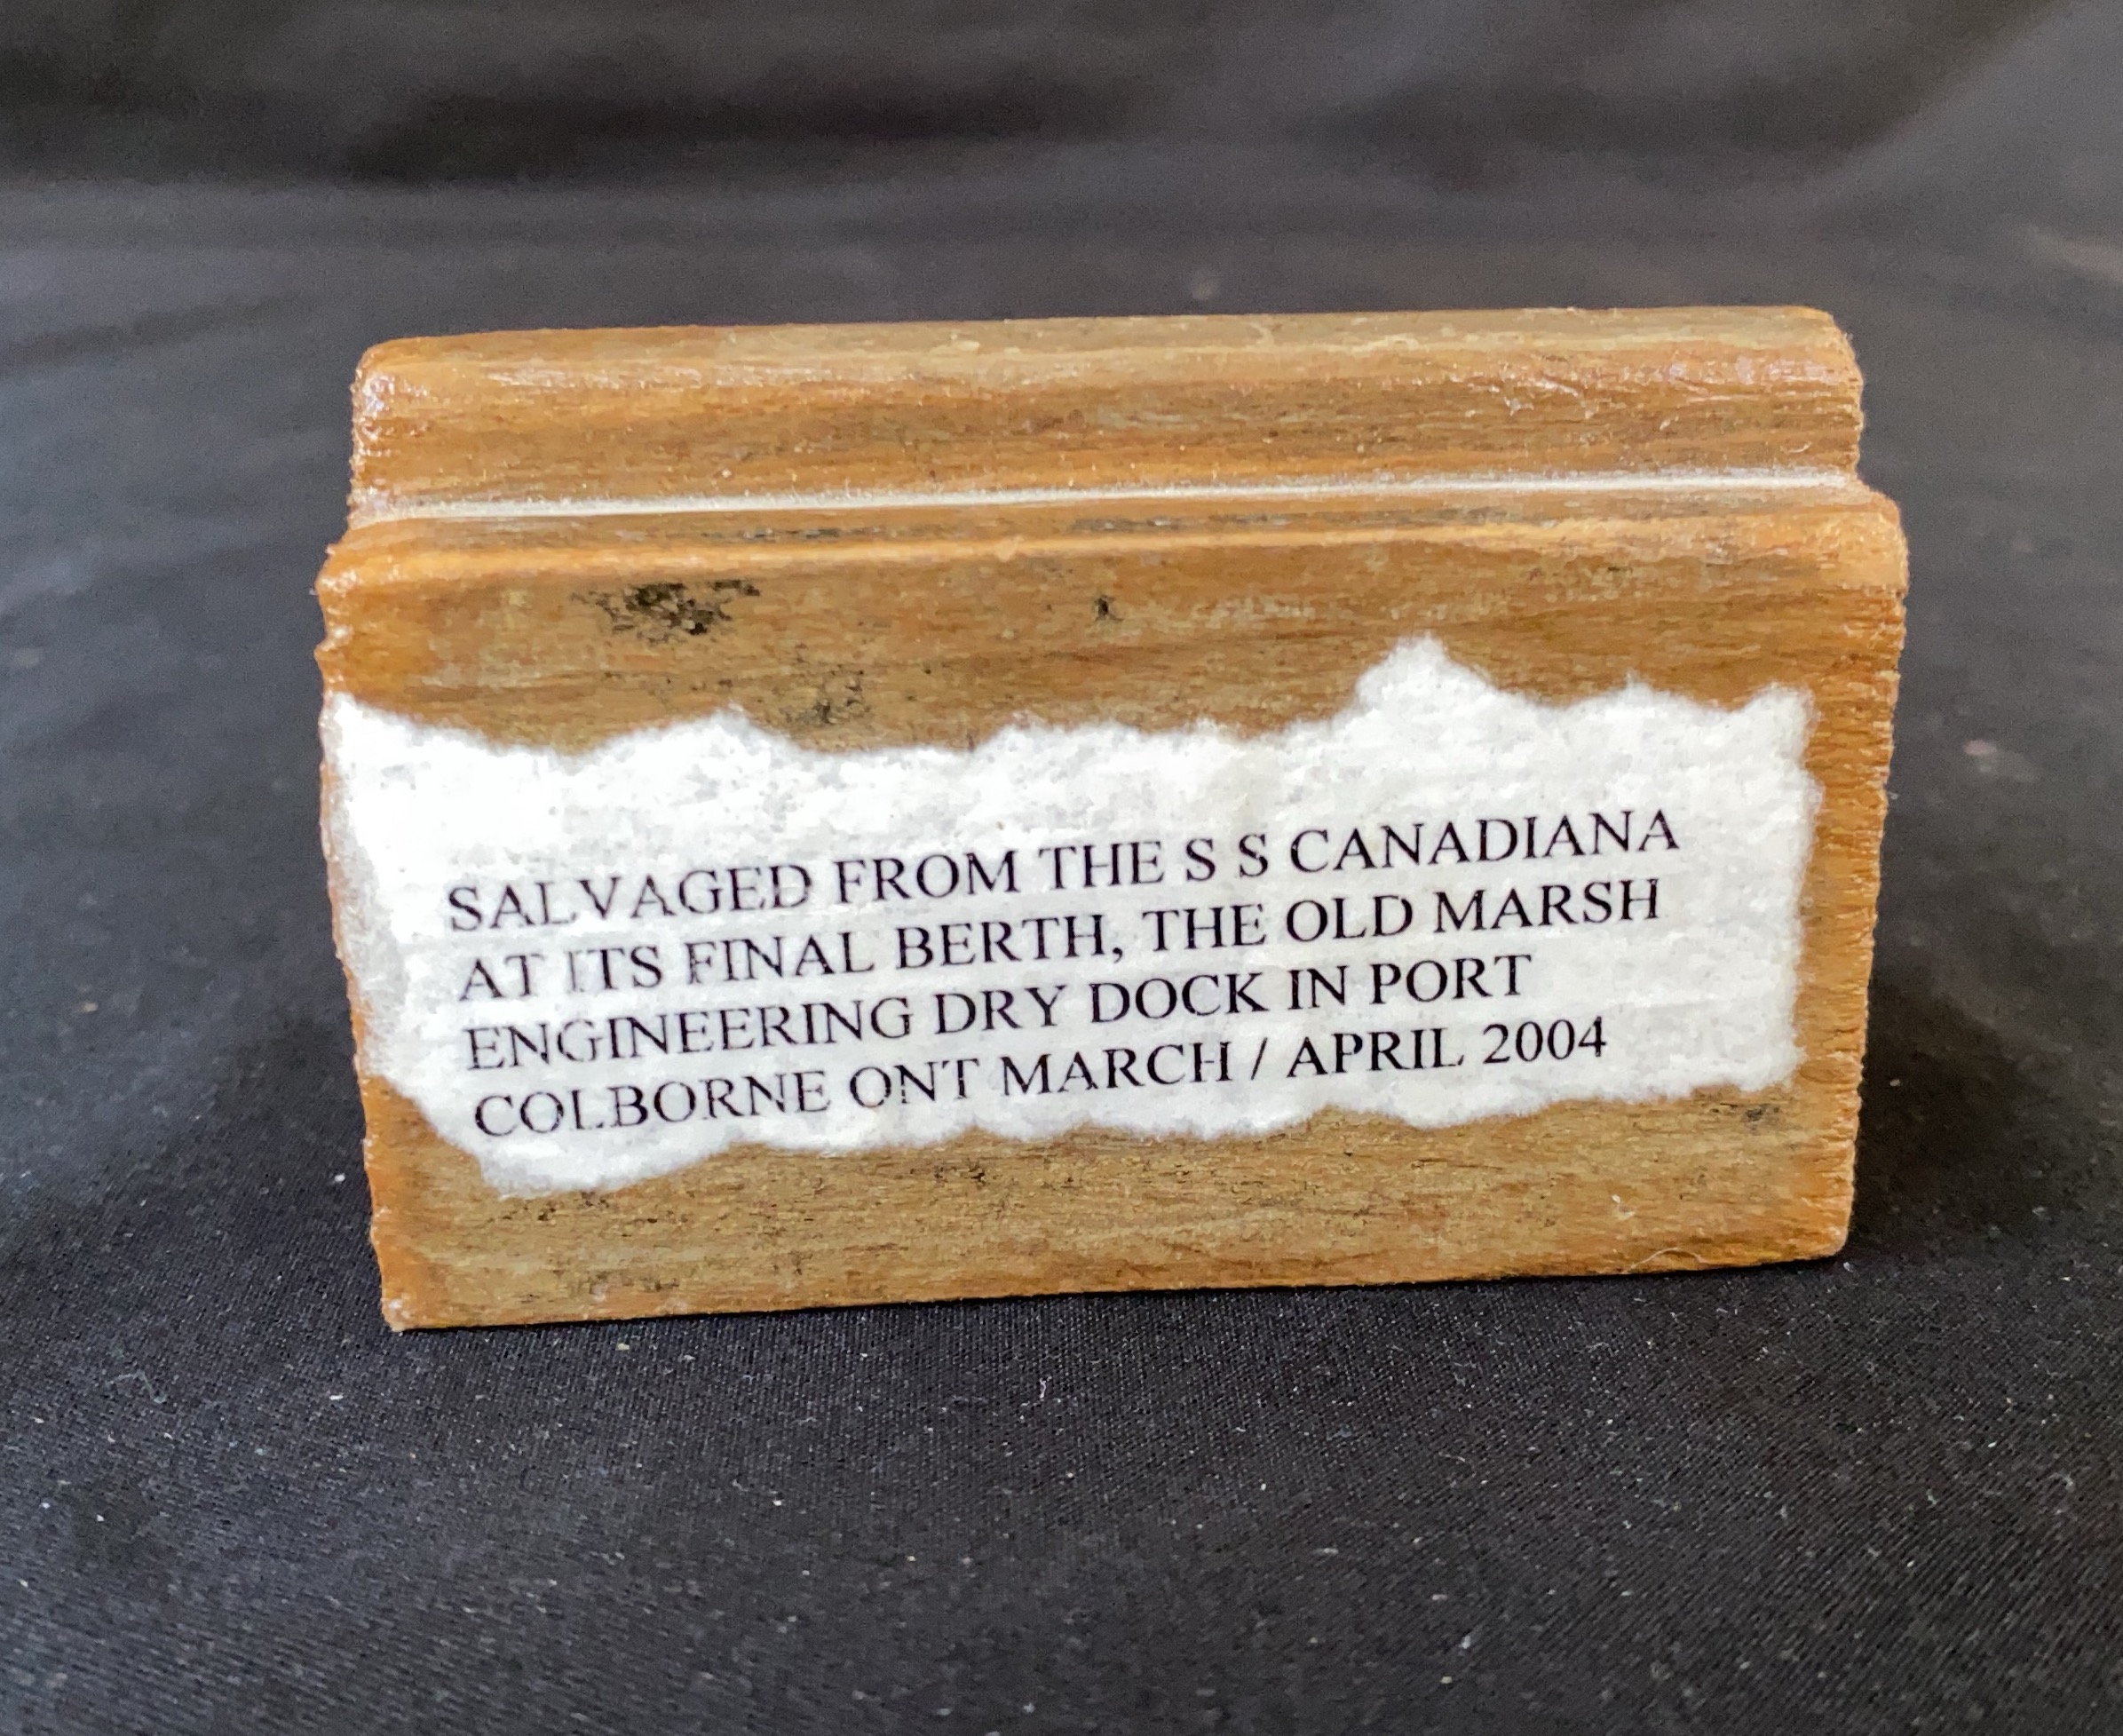 SALVAGED FROM THE S S CANADIANA
AT ITS FINAL BERTH, THE OLD MARSH
ENGINEERING DRY DOCK IN PORT
COLBORNE ONT MARCH / APRIL 2004